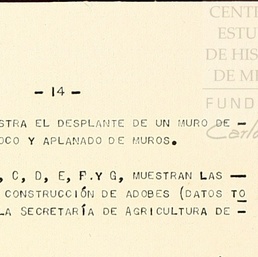 CENTR
ESTU
DE HIS
DE M
FUND
Carlo
- 14 -
STRA EL DESPLANTE DE UN MURO DE -
OCO Y APLANADO DE MUROS.
, C, D, E, F.Y G, MUESTRAN LAS -
CONSTRUCCIÓN DE ADOBES (DATOS TO
LA SECRETARÍA DE AGRICULTURA DE -